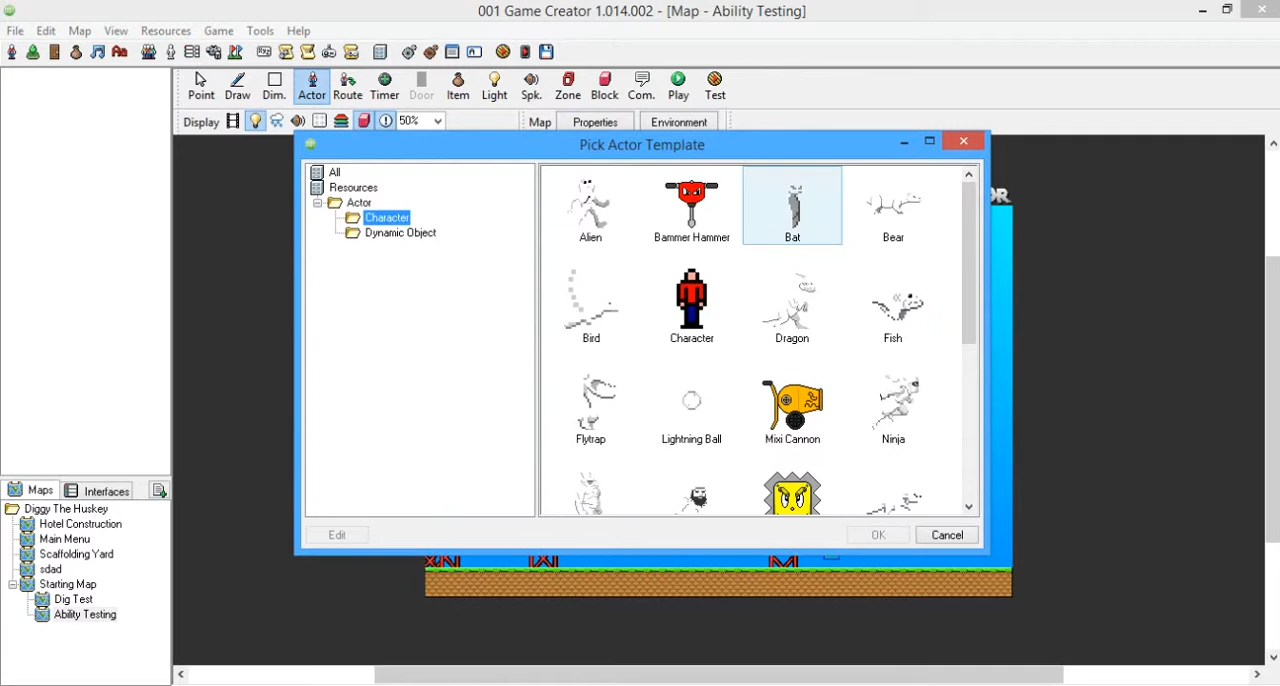 001 Game Creator 1.014.002 - [Map - Ability Testing]
File Edit Map View Resources Game Tools Help
Point Draw Dim. Actor Route Timer Door Item Light Spk. Zone Block Com. Play Test
Display 50% Map Properties Environment
Pick Actor Template
All
Resources
Actor
Character
Dynamic Object
Alien Bammer Hammer Bat Bear
Bird Character Dragon Fish
Flytrap Lightning Ball Mixi Cannon Ninja
Edit OK Cancel
Maps Interfaces
Diggy The Huskey
Hotel Construction
Main Menu
Scaffolding Yard
sdad
Starting Map
Dig Test
Ability Testing